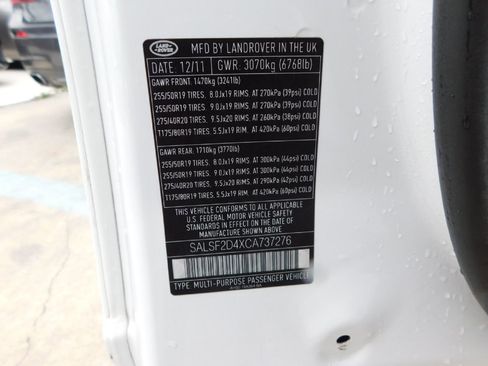 LAND ROVER
MFD BY LANDROVER IN THE UK
DATE: 12/11 GWR: 3070kg (6768lb)
GAWR FRONT: 1470kg (3241lb)
255/50R19 TIRES, 8.0Jx19 RIMS, AT 270kPa (39psi) COLD
255/50R19 TIRES, 9.0Jx19 RIMS, AT 270kPa (39psi) COLD
275/40R20 TIRES, 9.5Jx20 RIMS, AT 260kPa (38psi) COLD
T175/80R19 TIRES, 5.5Jx19 RIM, AT 420kPa (60psi) COLD
GAWR REAR: 1710kg (3770lb)
255/50R19 TIRES, 8.0Jx19 RIMS, AT 300kPa (44psi) COLD
255/50R19 TIRES, 9.0Jx19 RIMS, AT 300kPa (44psi) COLD
275/40R20 TIRES, 9.5Jx20 RIMS, AT 290kPa (42psi) COLD
T175/80R19 TIRES, 5.5Jx19 RIM, AT 420kPa (60psi) COLD
THIS VEHICLE CONFORMS TO ALL APPLICABLE
U.S. FEDERAL MOTOR VEHICLE SAFETY
STANDARDS IN EFFECT ON THE DATE OF
MANUFACTURE SHOWN ABOVE.
SALSF2D4XCA737276
TYPE: MULTI-PURPOSE PASSENGER VEHICLE